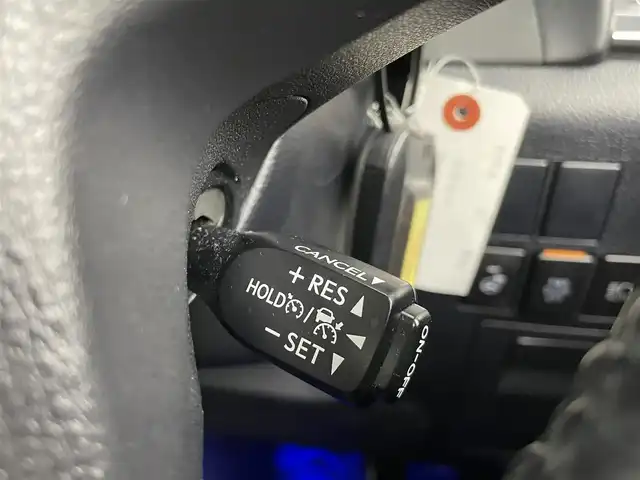 CANCEL▼
+ RES ▲
HOLD /
− SET ▼
ON-OFF